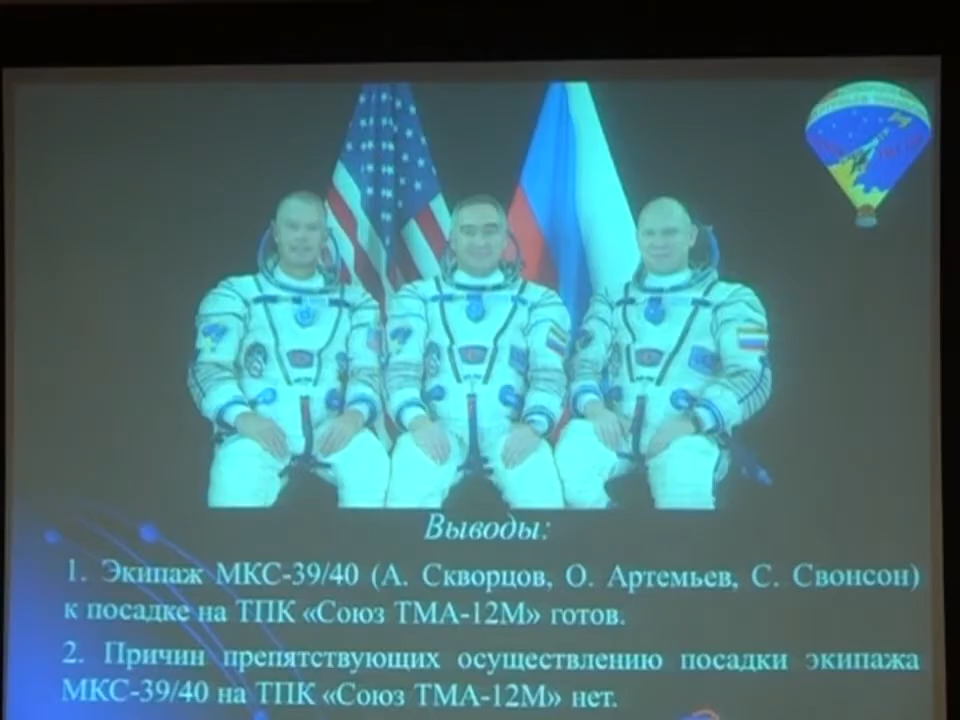 Выводы:
1. Экипаж МКС-39/40 (А. Скворцов, О. Артемьев, С. Свонсон)
к посадке на ТПК «Союз ТМА-12М» готов.
2. Причин препятствующих осуществлению посадки экипажа
МКС-39/40 на ТПК «Союз ТМА-12М» нет.